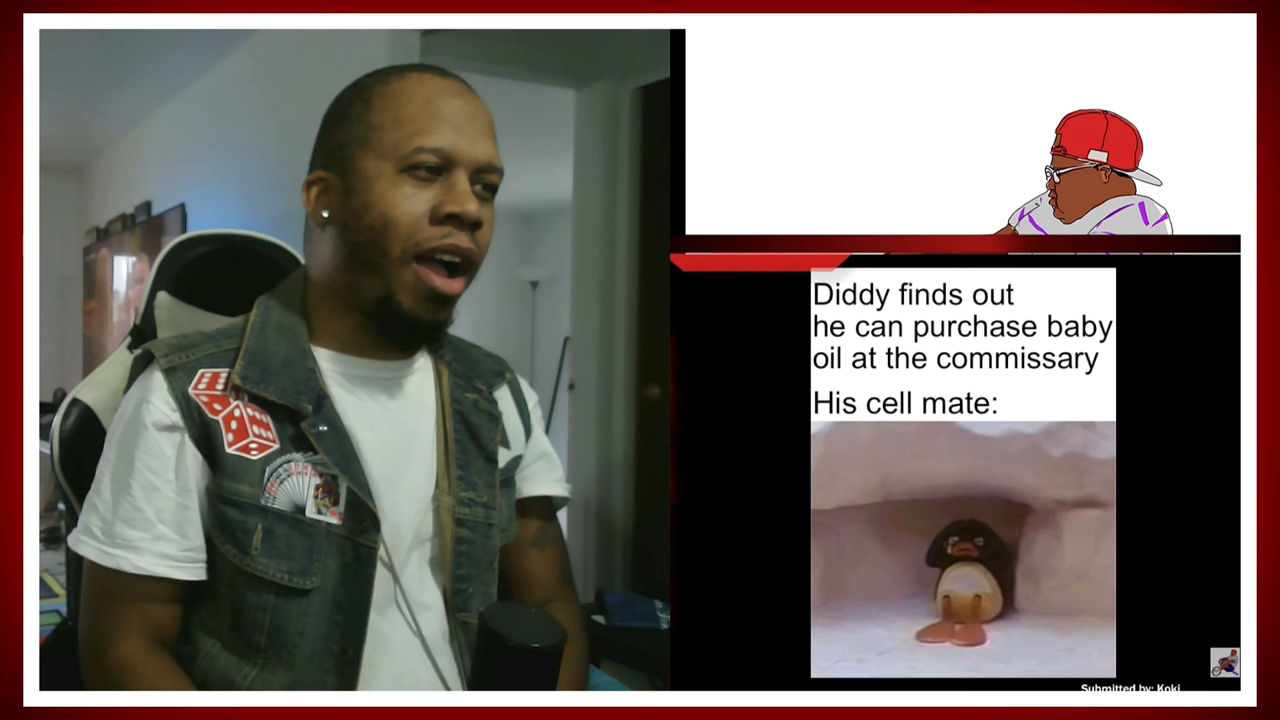 Diddy finds out
he can purchase baby
oil at the commissary
His cell mate:
Submitted by: Koki